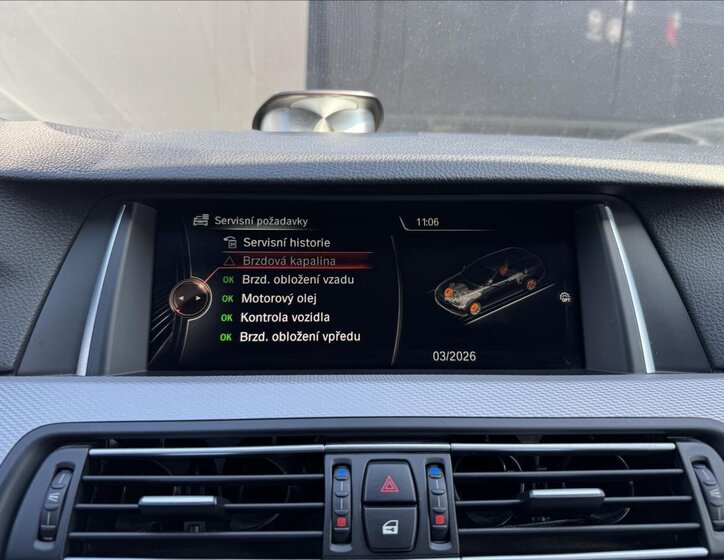 Servisní požadavky
11:06
Servisní historie
Brzdová kapalina
OK Brzd. obložení vzadu
OK Motorový olej
OK Kontrola vozidla
OK Brzd. obložení vpředu
OFF
03/2026